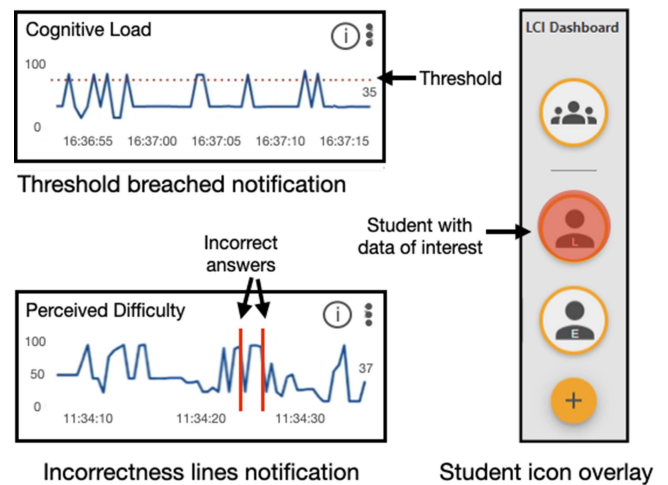 Cognitive Load
i
100
0
35
16:36:55 16:37:00 16:37:05 16:37:10 16:37:15
Threshold
Threshold breached notification
Incorrect
answers
Perceived Difficulty
i
100
50
0
37
11:34:10 11:34:20 11:34:30
Incorrectness lines notification
LCI Dashboard
Student with
data of interest
L
E
+
Student icon overlay